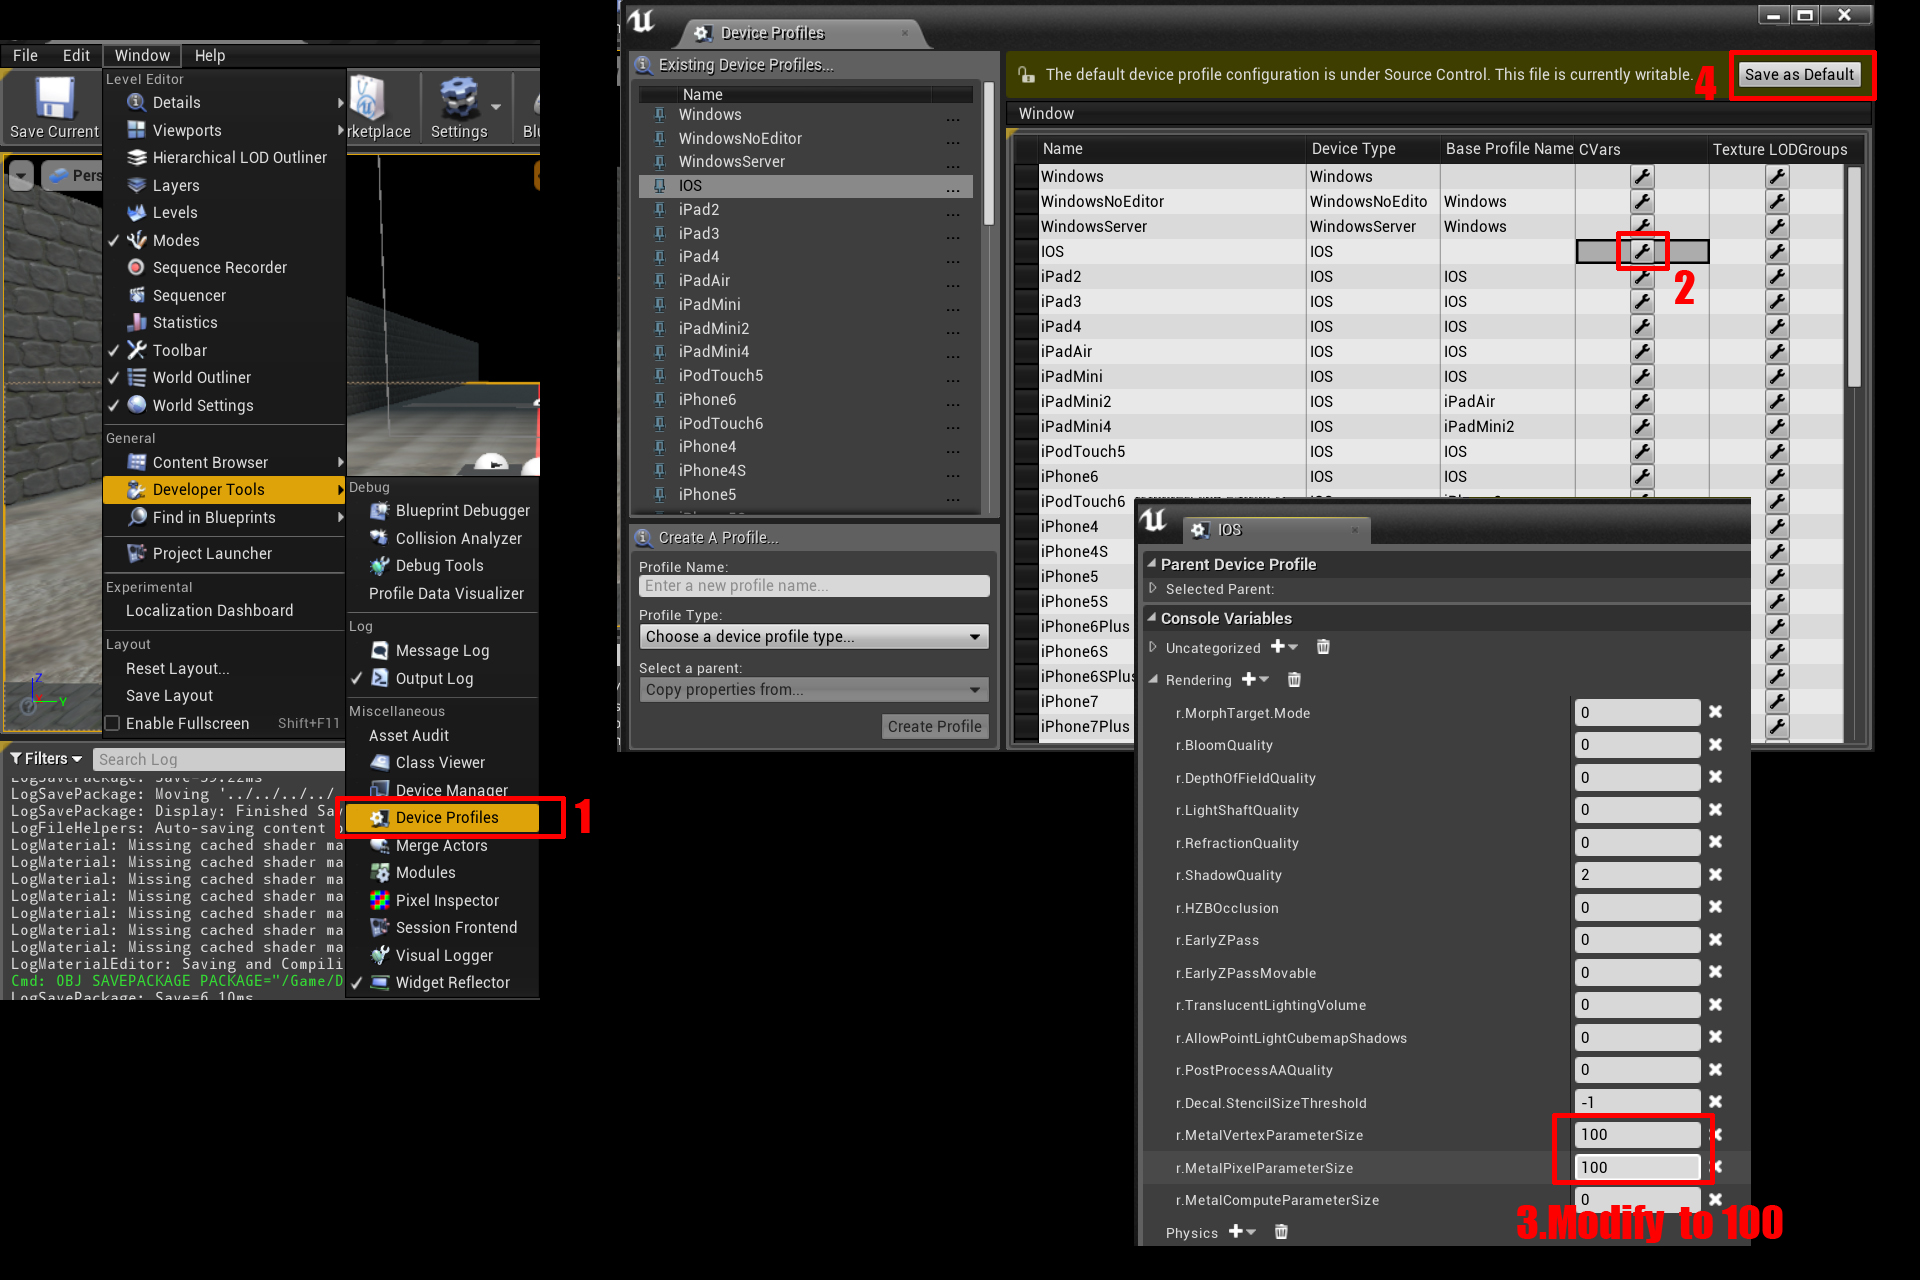 File Edit Window Help
Level Editor
Details
Viewports
Hierarchical LOD Outliner
Layers
Levels
Modes
Sequence Recorder
Sequencer
Statistics
Toolbar
World Outliner
World Settings
General
Content Browser
Developer Tools
Find in Blueprints
Project Launcher
Experimental
Localization Dashboard
Layout
Reset Layout...
Save Layout
Enable Fullscreen Shift+F11
Save Current
rketplace
Settings
Blu
Pers
Z
Y
Debug
Blueprint Debugger
Collision Analyzer
Debug Tools
Profile Data Visualizer
Log
Message Log
Output Log
Miscellaneous
Asset Audit
Class Viewer
Device Manager
Device Profiles
1
Merge Actors
Modules
Pixel Inspector
Session Frontend
Visual Logger
Widget Reflector
Filters Search Log
LogSavePackage: Save=39.22ms
LogSavePackage: Moving '../../../../
LogSavePackage: Display: Finished Sav
LogFileHelpers: Auto-saving content p
LogMaterial: Missing cached shader ma
LogMaterial: Missing cached shader ma
LogMaterial: Missing cached shader ma
LogMaterial: Missing cached shader ma
LogMaterial: Missing cached shader ma
LogMaterial: Missing cached shader ma
LogMaterial: Missing cached shader ma
LogMaterialEditor: Saving and Compili
Cmd: OBJ SAVEPACKAGE PACKAGE="/Game/D
LogSavePackage: Save=6.10ms
Device Profiles
Existing Device Profiles...
Name
Windows ...
WindowsNoEditor ...
WindowsServer ...
IOS ...
iPad2 ...
iPad3 ...
iPad4 ...
iPadAir ...
iPadMini ...
iPadMini2 ...
iPadMini4 ...
iPodTouch5 ...
iPhone6 ...
iPodTouch6 ...
iPhone4 ...
iPhone4S ...
iPhone5 ...
Create A Profile...
Profile Name:
Enter a new profile name...
Profile Type:
Choose a device profile type...
Select a parent:
Copy properties from...
Create Profile
The default device profile configuration is under Source Control. This file is currently writable.
4
Save as Default
Window
Name Device Type Base Profile Name CVars Texture LODGroups
Windows Windows
WindowsNoEditor WindowsNoEdito Windows
WindowsServer WindowsServer Windows
IOS IOS
2
iPad2 IOS IOS
iPad3 IOS IOS
iPad4 IOS IOS
iPadAir IOS IOS
iPadMini IOS IOS
iPadMini2 IOS iPadAir
iPadMini4 IOS iPadMini2
iPodTouch5 IOS IOS
iPhone6 IOS IOS
iPodTouch6
iPhone4
iPhone4S
iPhone5
iPhone5S
iPhone6Plus
iPhone6S
iPhone6SPlus
iPhone7
iPhone7Plus
IOS
Parent Device Profile
Selected Parent:
Console Variables
Uncategorized
Rendering
r.MorphTarget.Mode 0
r.BloomQuality 0
r.DepthOfFieldQuality 0
r.LightShaftQuality 0
r.RefractionQuality 0
r.ShadowQuality 2
r.HZBOcclusion 0
r.EarlyZPass 0
r.EarlyZPassMovable 0
r.TranslucentLightingVolume 0
r.AllowPointLightCubemapShadows 0
r.PostProcessAAQuality 0
r.Decal.StencilSizeThreshold -1
r.MetalVertexParameterSize 100
r.MetalPixelParameterSize 100
r.MetalComputeParameterSize 0
3.Modify to 100
Physics